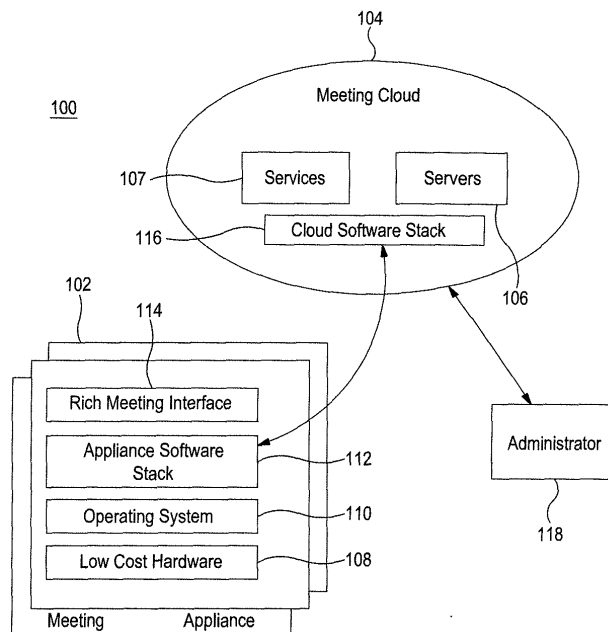 104
100
Meeting Cloud
107
Services
Servers
116
Cloud Software Stack
106
102
114
Rich Meeting Interface
Appliance Software
Stack
112
Administrator
Operating System
110
118
Low Cost Hardware
108
Meeting Appliance